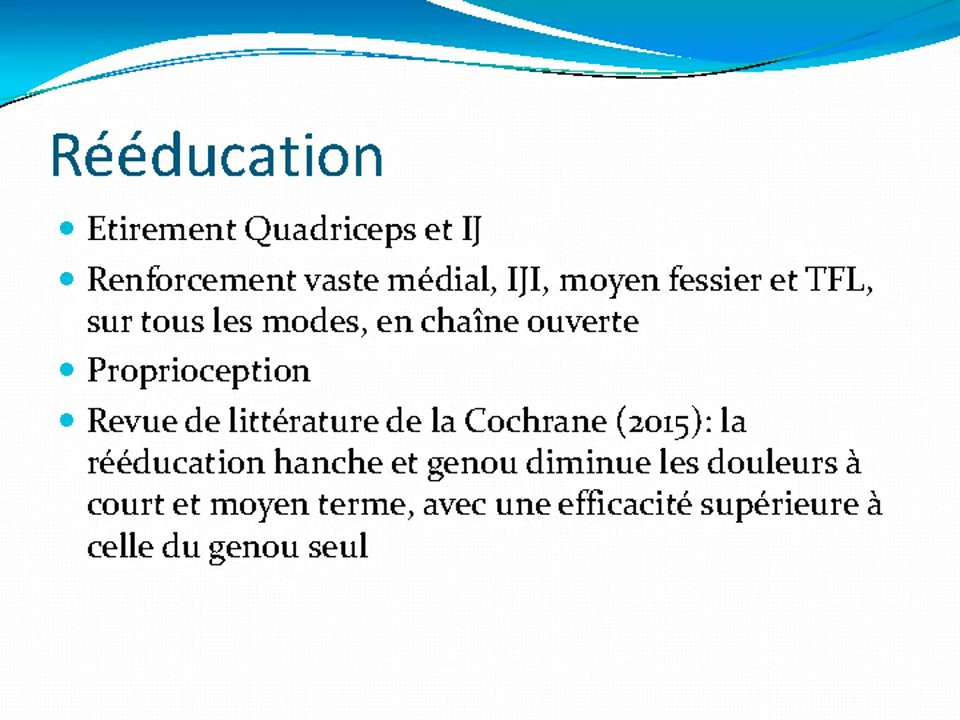 Rééducation
Etirement Quadriceps et IJ
Renforcement vaste médial, IJI, moyen fessier et TFL,
sur tous les modes, en chaîne ouverte
Proprioception
Revue de littérature de la Cochrane (2015): la
rééducation hanche et genou diminue les douleurs à
court et moyen terme, avec une efficacité supérieure à
celle du genou seul